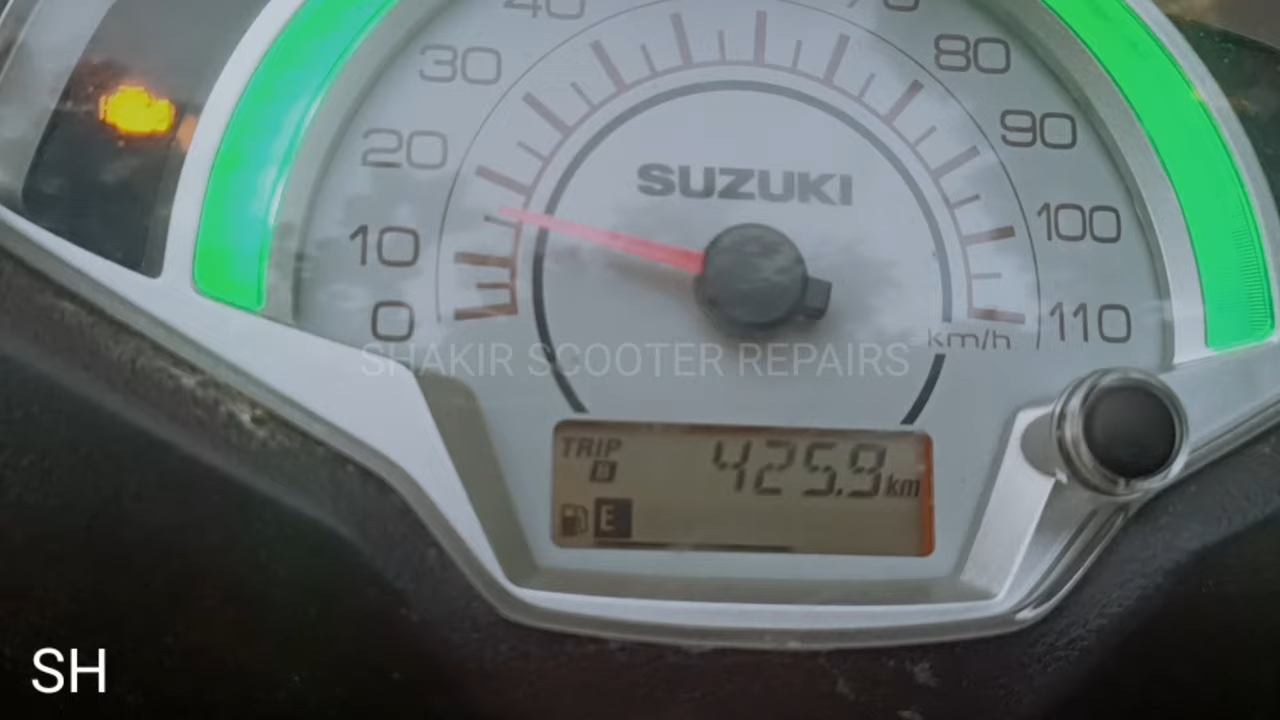 40
70
30
80
20
90
SUZUKI
10
100
0
110
km/h
SHAKIR SCOOTER REPAIRS
TRIP
425.9 km
B
E
SH